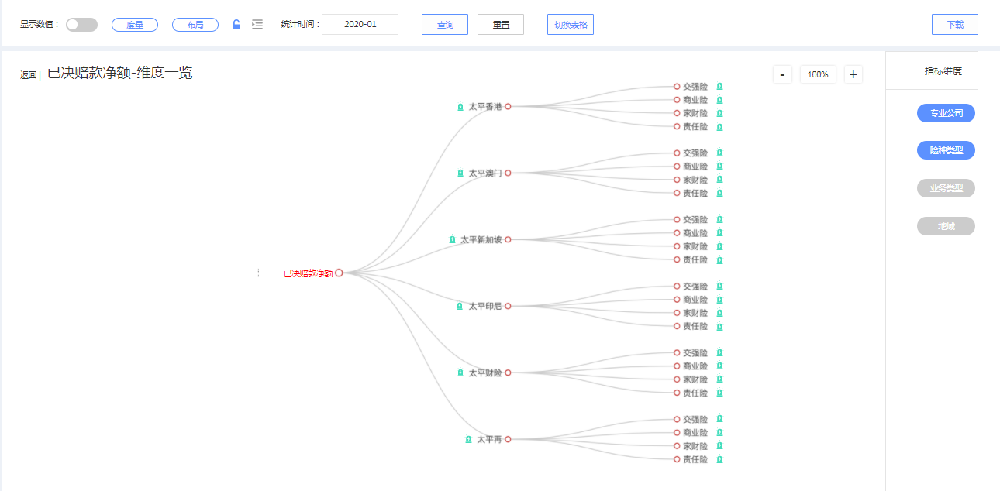 显示数值： 度量 布局 统计时间： 2020-01 查询 重置 切换表格 下载
返回 | 已决赔款净额-维度一览 - 100% + 指标维度
专业公司
险种类型
业务类型
地域
已决赔款净额
太平香港
交强险
商业险
家财险
责任险
太平澳门
交强险
商业险
家财险
责任险
太平新加坡
交强险
商业险
家财险
责任险
太平印尼
交强险
商业险
家财险
责任险
太平财险
交强险
商业险
家财险
责任险
太平再
交强险
商业险
家财险
责任险